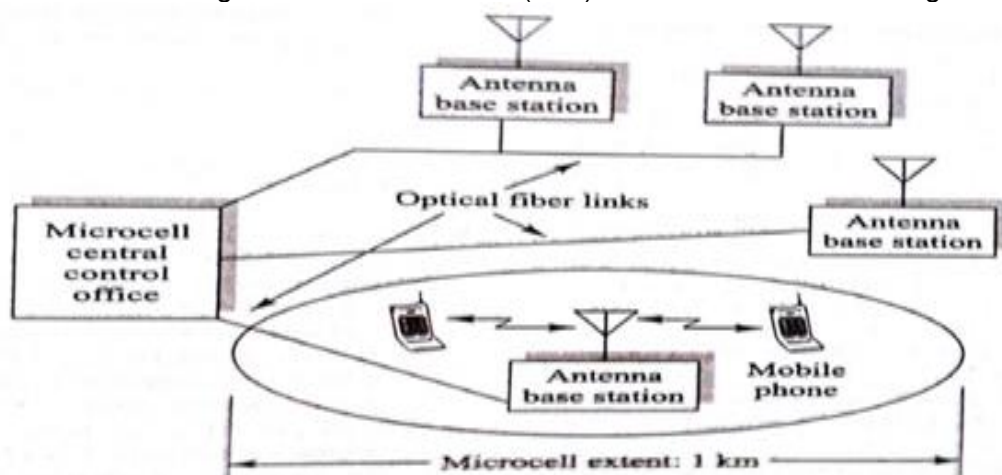 Antenna
base station
Antenna
base station
Antenna
base station
Optical fiber links
Microcell
central
control
office
Antenna
base station
Mobile
phone
Microcell extent: 1 km